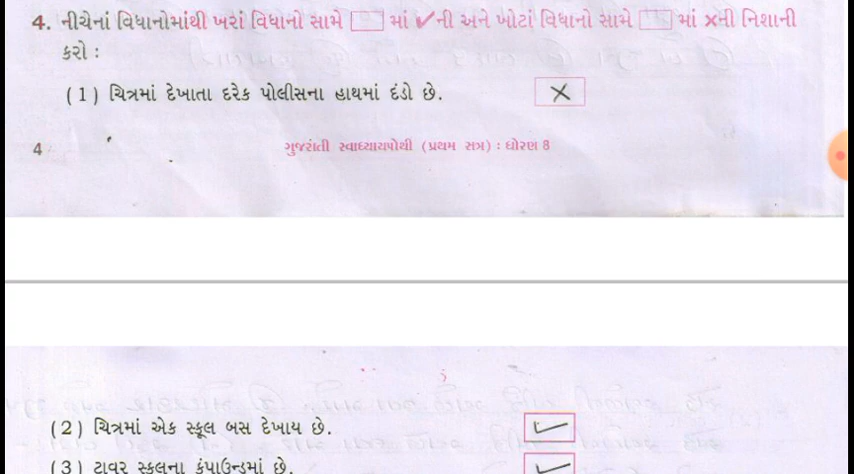 4. નીચેનાં વિધાનોમાંથી ખરાં વિધાનો સામે □ માં ✓ની અને ખોટાં વિધાનો સામે □ માં ×ની નિશાની
કરો :
(1) ચિત્રમાં દેખાતા દરેક પોલીસના હાથમાં દંડો છે. ×
4 ગુજરાતી સ્વાધ્યાયપોથી (પ્રથમ સત્ર) : ધોરણ 8
(2) ચિત્રમાં એક સ્કૂલ બસ દેખાય છે. ✓
(3) ટાવર સ્કૂલના કંપાઉન્ડમાં છે. ✓